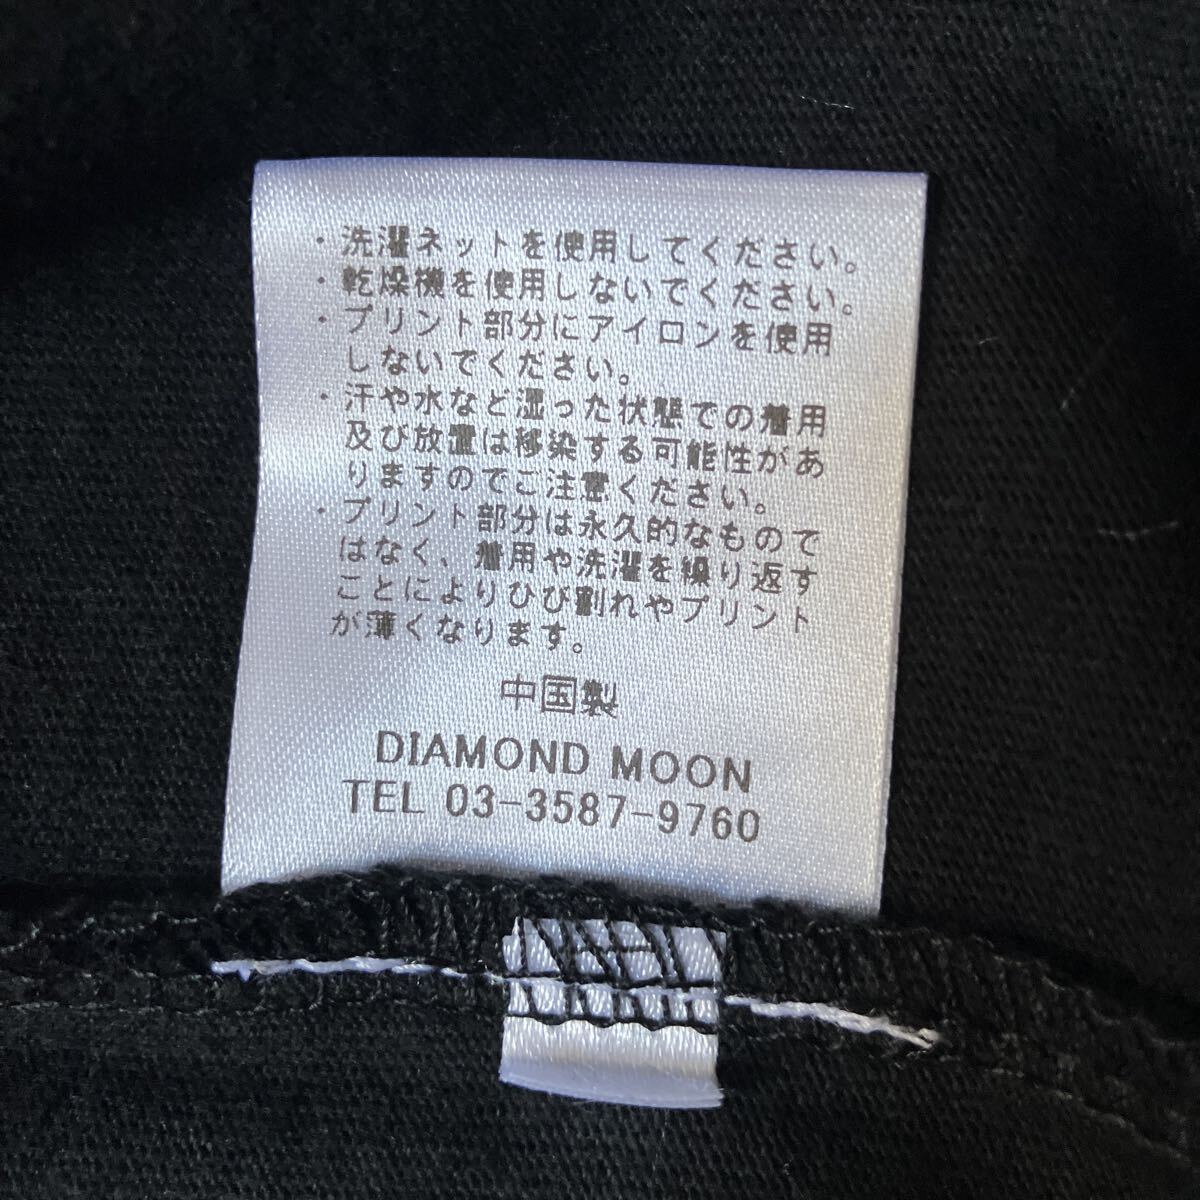 ・洗濯ネットを使用してください。
・乾燥機を使用しないでください。
・プリント部分にアイロンを使用
しないでください。
・汗や水など湿った状態での着用
及び放置は移染する可能性があ
りますのでご注意ください。
・プリント部分は永久的なもので
はなく、着用や洗濯を繰り返す
ことによりひび割れやプリント
が薄くなります。
中国製
DIAMOND MOON
TEL 03-3587-9760